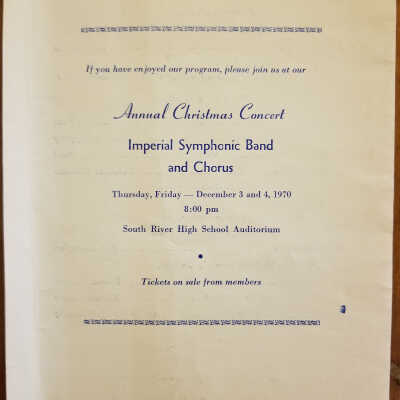 If you have enjoyed our program, please join us at our
Annual Christmas Concert
Imperial Symphonic Band
and Chorus
Thursday, Friday — December 3 and 4, 1970
8:00 pm
South River High School Auditorium
•
Tickets on sale from members